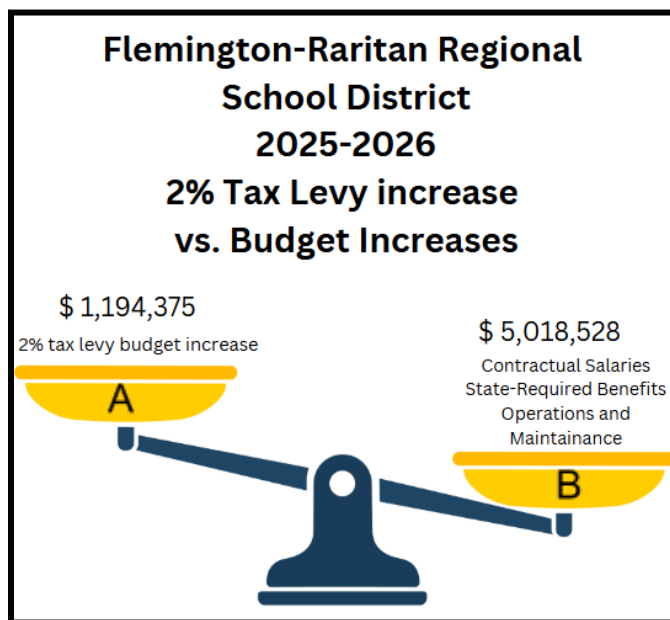 Flemington-Raritan Regional
School District
2025-2026
2% Tax Levy increase
vs. Budget Increases
$ 1,194,375
2% tax levy budget increase
A
$ 5,018,528
Contractual Salaries
State-Required Benefits
Operations and
Maintainance
B